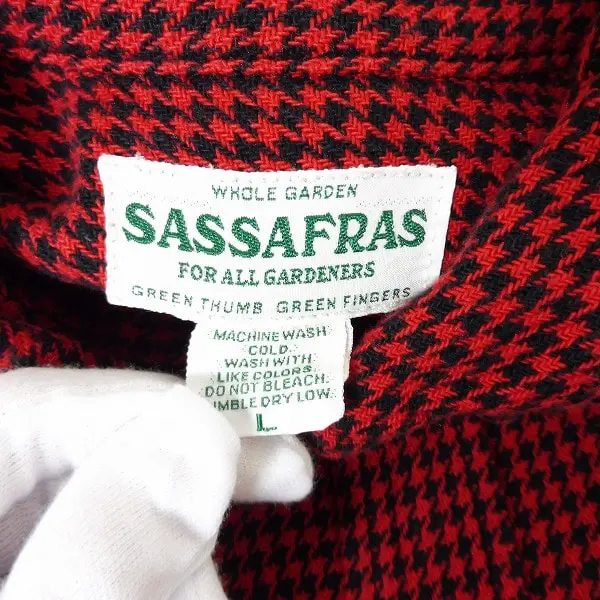 WHOLE GARDEN
SASSAFRAS
FOR ALL GARDENERS
GREEN THUMB GREEN FINGERS
MACHINE WASH
COLD.
WASH WITH
LIKE COLORS.
DO NOT BLEACH.
UMBLE DRY LOW.
L